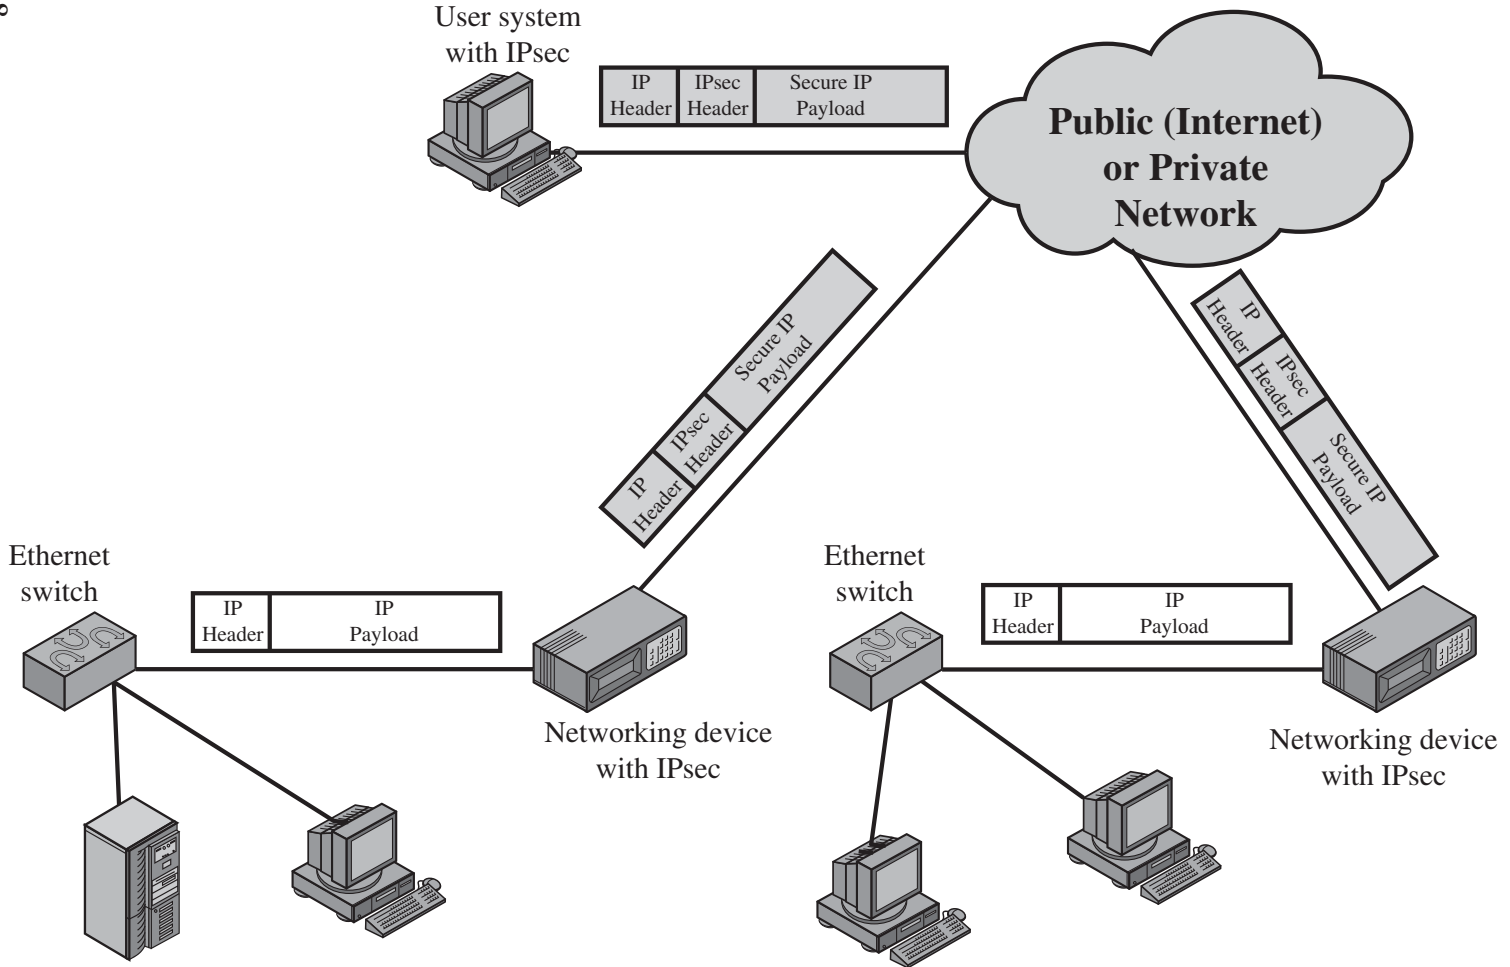 8
User system
with IPsec
IP
Header
IPsec
Header
Secure IP
Payload
Public (Internet)
or Private
Network
IP
Header
IPsec
Header
Secure IP
Payload
IP
Header
IPsec
Header
Secure IP
Payload
Ethernet
switch
IP
Header
IP
Payload
Networking device
with IPsec
Ethernet
switch
IP
Header
IP
Payload
Networking device
with IPsec